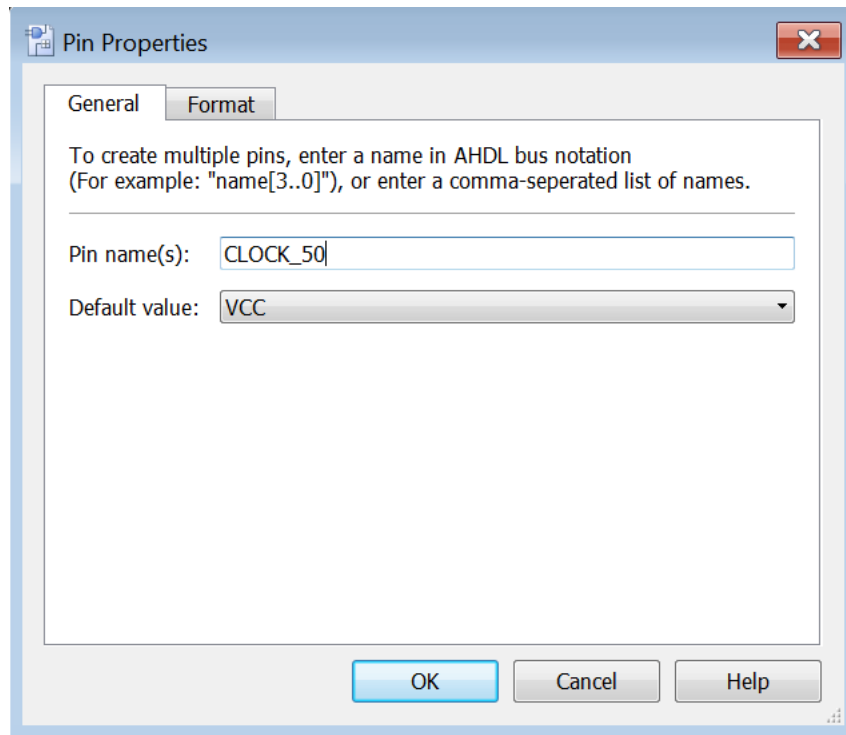 Pin Properties
General Format
To create multiple pins, enter a name in AHDL bus notation
(For example: "name[3..0]"), or enter a comma-seperated list of names.
Pin name(s): CLOCK_50
Default value: VCC
OK Cancel Help